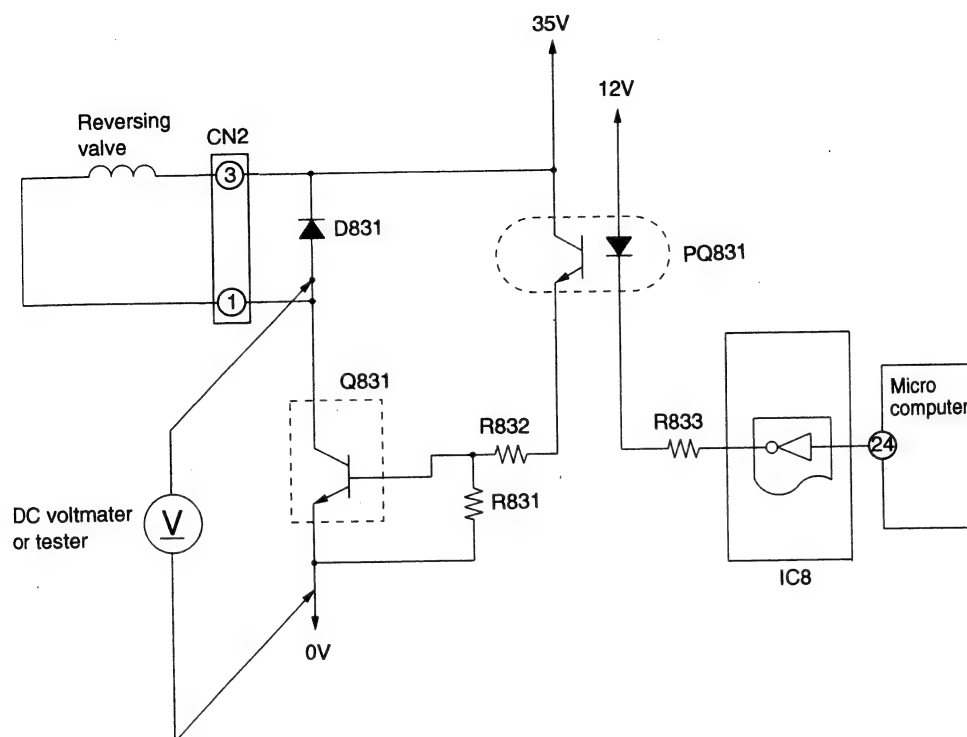 35V
12V
Reversing
valve
CN2
3
D831
PQ831
1
Q831
R832
R833
Micro
computer
24
R831
DC voltmater
or tester
V
IC8
0V